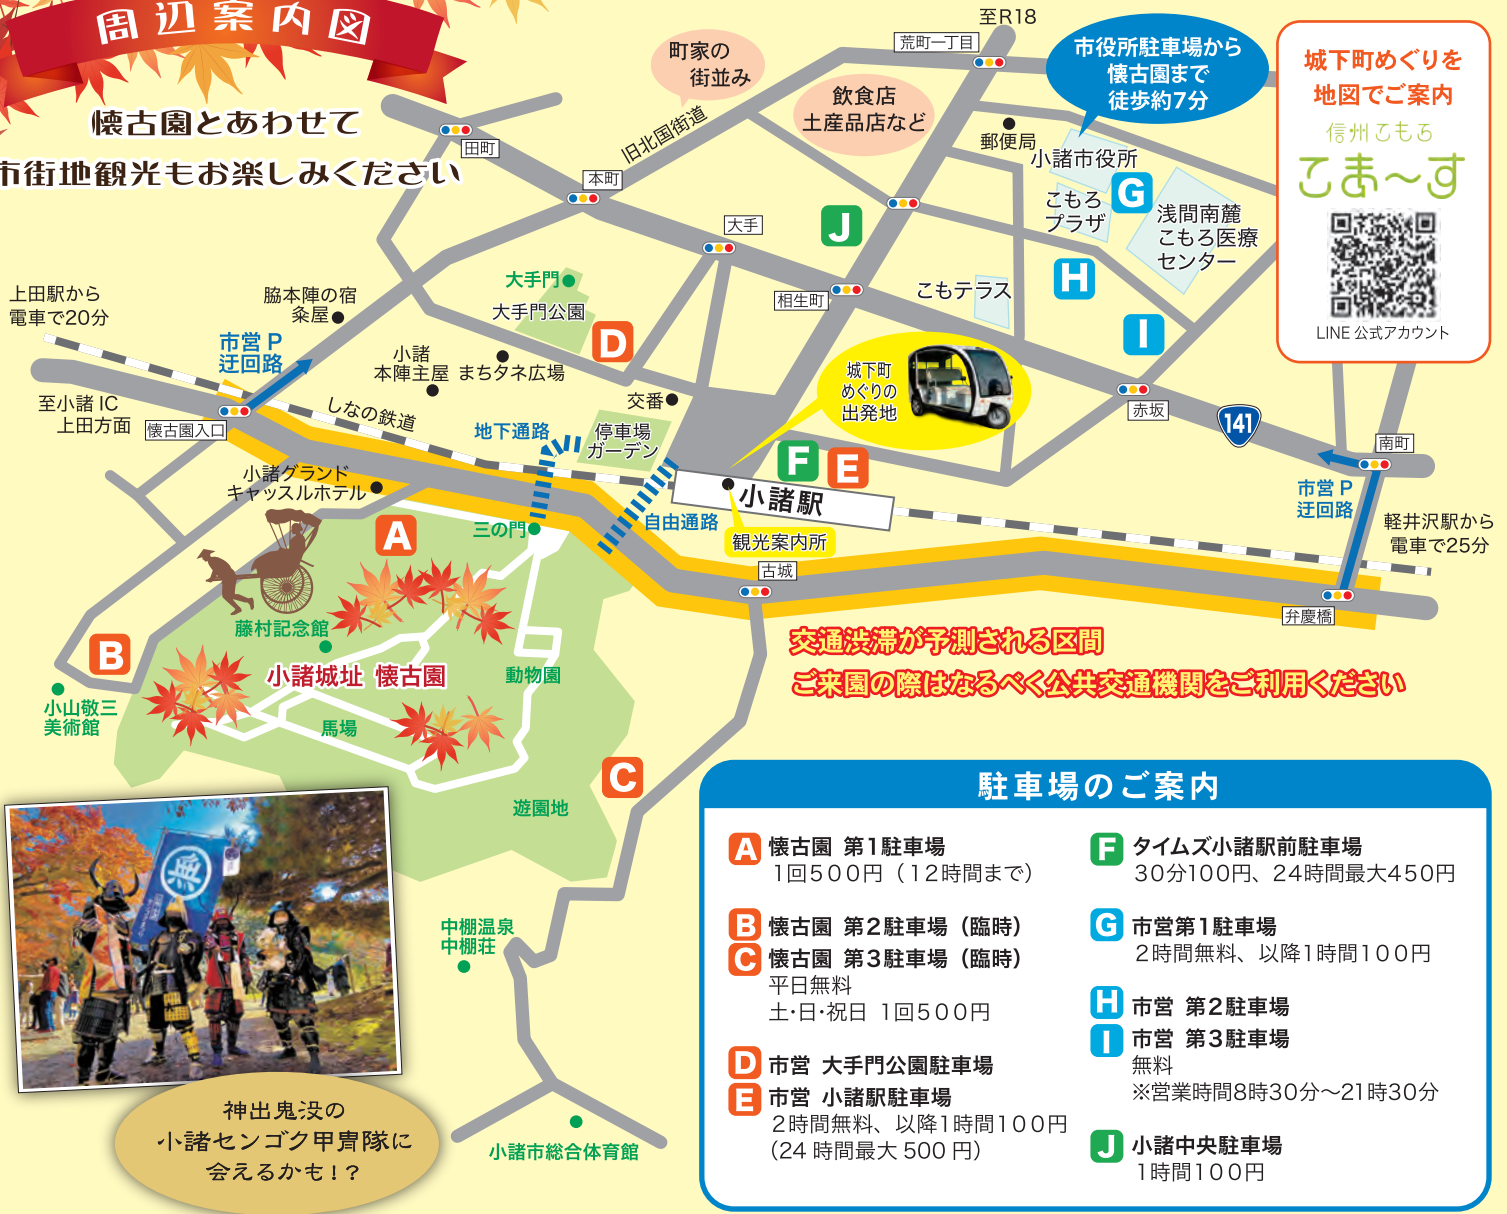 周辺案内図
懐古園とあわせて
市街地観光もお楽しみください
至R18
荒町一丁目
町家の
街並み
飲食店
土産品店など
旧北国街道
市役所駐車場から
懐古園まで
徒歩約7分
城下町めぐりを
地図でご案内
信州こもろ
こまーす
LINE 公式アカウント
郵便局
小諸市役所
こもろ
プラザ
G
浅間南麓
こもろ医療
センター
田町
本町
大手
J
相生町
こもテラス
H
I
赤坂
141
南町
上田駅から
電車で20分
脇本陣の宿
粂屋
市営 P
迂回路
大手門
大手門公園
D
小諸
本陣主屋
まちタネ広場
交番
城下町
めぐりの
出発地
至小諸 IC
上田方面
懐古園入口
しなの鉄道
地下通路
停車場
ガーデン
F
E
小諸駅
自由通路
観光案内所
市営 P
迂回路
軽井沢駅から
電車で25分
小諸グランド
キャッスルホテル
A
三の門
古城
弁慶橋
交通渋滞が予測される区間
ご来園の際はなるべく公共交通機関をご利用ください
藤村記念館
B
小諸城址 懐古園
動物園
小山敬三
美術館
馬場
C
遊園地
中棚温泉
中棚荘
小諸市総合体育館
無
神出鬼没の
小諸センゴク甲冑隊に
会えるかも!?
駐車場のご案内
A 懐古園 第1駐車場
1回500円（12時間まで）
B 懐古園 第2駐車場（臨時）
C 懐古園 第3駐車場（臨時）
平日無料
土・日・祝日 1回500円
D 市営 大手門公園駐車場
E 市営 小諸駅駐車場
2時間無料、以降1時間100円
（24 時間最大 500 円）
F タイムズ小諸駅前駐車場
30分100円、24時間最大450円
G 市営第1駐車場
2時間無料、以降1時間100円
H 市営 第2駐車場
I 市営 第3駐車場
無料
※営業時間8時30分〜21時30分
J 小諸中央駐車場
1時間100円